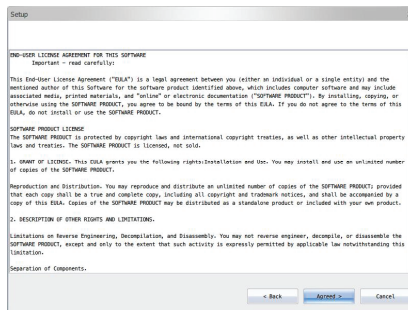 Setup
END-USER LICENSE AGREEMENT FOR THIS SOFTWARE
Important - read carefully:
This End-User License Agreement ("EULA") is a legal agreement between you (either an individual or a single entity) and the
mentioned author of this Software for the software product identified above, which includes computer software and may include
associated media, printed materials, and "online" or electronic documentation ("SOFTWARE PRODUCT"). By installing, copying, or
otherwise using the SOFTWARE PRODUCT, you agree to be bound by the terms of this EULA. If you do not agree to the terms of this
EULA, do not install or use the SOFTWARE PRODUCT.
SOFTWARE PRODUCT LICENSE
The SOFTWARE PRODUCT is protected by copyright laws and international copyright treaties, as well as other intellectual property
laws and treaties. The SOFTWARE PRODUCT is licensed, not sold.
1. GRANT OF LICENSE. This EULA grants you the following rights:Installation and Use. You may install and use an unlimited number
of copies of the SOFTWARE PRODUCT.
Reproduction and Distribution. You may reproduce and distribute an unlimited number of copies of the SOFTWARE PRODUCT; provided
that each copy shall be a true and complete copy, including all copyright and trademark notices, and shall be accompanied by a
copy of this EULA. Copies of the SOFTWARE PRODUCT may be distributed as a standalone product or included with your own product.
2. DESCRIPTION OF OTHER RIGHTS AND LIMITATIONS.
Limitations on Reverse Engineering, Decompilation, and Disassembly. You may not reverse engineer, decompile, or disassemble the
SOFTWARE PRODUCT, except and only to the extent that such activity is expressly permitted by applicable law notwithstanding this
limitation.
Separation of Components.
< Back Agreed > Cancel